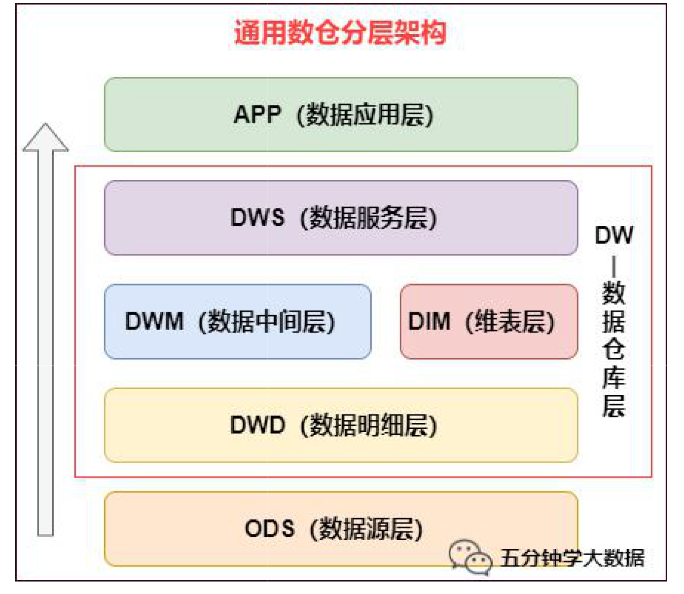 通用数仓分层架构
APP（数据应用层）
DWS（数据服务层）
DWM（数据中间层）
DIM（维表层）
DWD（数据明细层）
DW—数据仓库层
ODS（数据源层）
五分钟学大数据